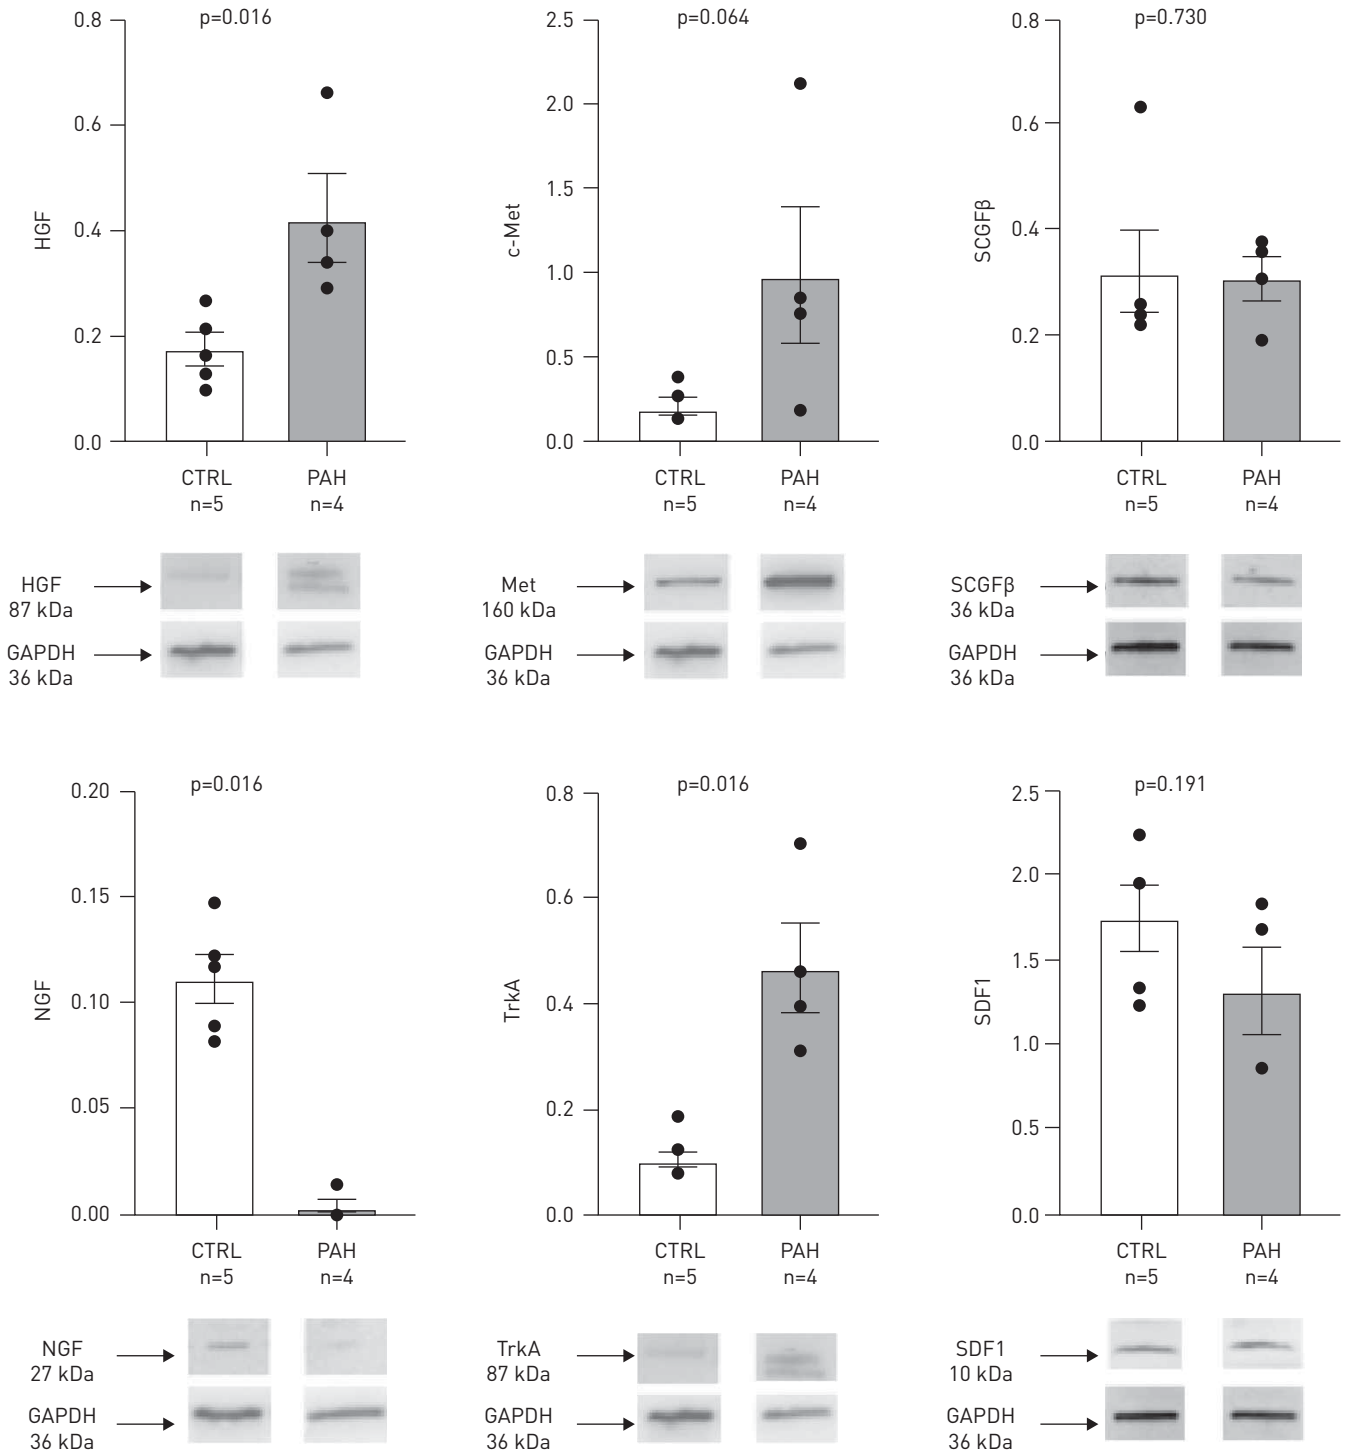 p=0.016
0.8
0.6
0.4
0.2
0.0
HGF
CTRL
n=5
PAH
n=4
HGF
87 kDa
GAPDH
36 kDa
p=0.064
2.5
2.0
1.5
1.0
0.5
0.0
c-Met
CTRL
n=5
PAH
n=4
Met
160 kDa
GAPDH
36 kDa
p=0.730
0.8
0.6
0.4
0.2
0.0
SCGFβ
CTRL
n=5
PAH
n=4
SCGFβ
36 kDa
GAPDH
36 kDa
p=0.016
0.20
0.15
0.10
0.05
0.00
NGF
CTRL
n=5
PAH
n=4
NGF
27 kDa
GAPDH
36 kDa
p=0.016
0.8
0.6
0.4
0.2
0.0
TrkA
CTRL
n=5
PAH
n=4
TrkA
87 kDa
GAPDH
36 kDa
p=0.191
2.5
2.0
1.5
1.0
0.5
0.0
SDF1
CTRL
n=5
PAH
n=4
SDF1
10 kDa
GAPDH
36 kDa